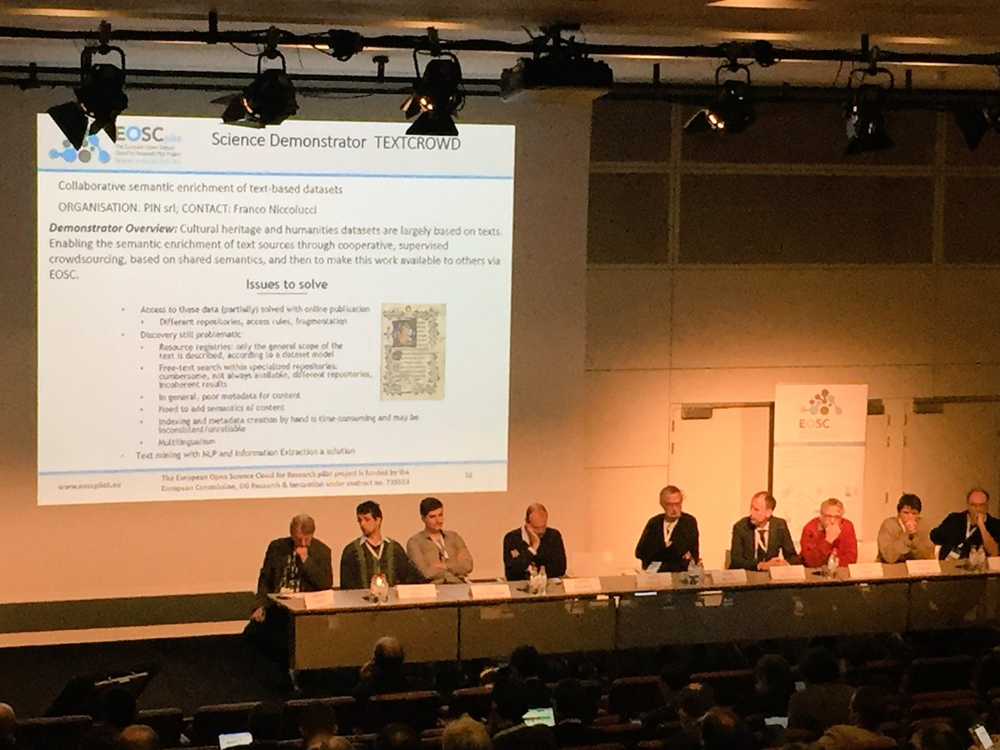 EOSC
Science Demonstrator TEXTCROWD
Collaborative semantic enrichment of text-based datasets
ORGANISATION: PIN srl; CONTACT: Franco Niccolucci
Demonstrator Overview: Cultural heritage and humanities datasets are largely based on texts.
Enabling the semantic enrichment of text sources through cooperative, supervised
crowdsourcing, based on shared semantics, and then to make this work available to others via
EOSC.
Issues to solve
Access to these data (partially) solved with online publication
Different repositories, access rules, fragmentation
Discovery still problematic:
Resource registries: only the general scope of the
text is described, according to a dataset model
Free-text search within specialized repositories:
cumbersome, not always available, different repositories,
incoherent results
In general, poor metadata for content
Need to add semantics of content
Indexing and metadata creation by hand is time-consuming and may be
inconsistent/unreliable
Multilingualism
Text mining with NLP and Information Extraction a solution
www.eoscpilot.eu
The European Open Science Cloud for Research pilot project is funded by the
European Commission, DG Research & Innovation under contract no.
EOSC